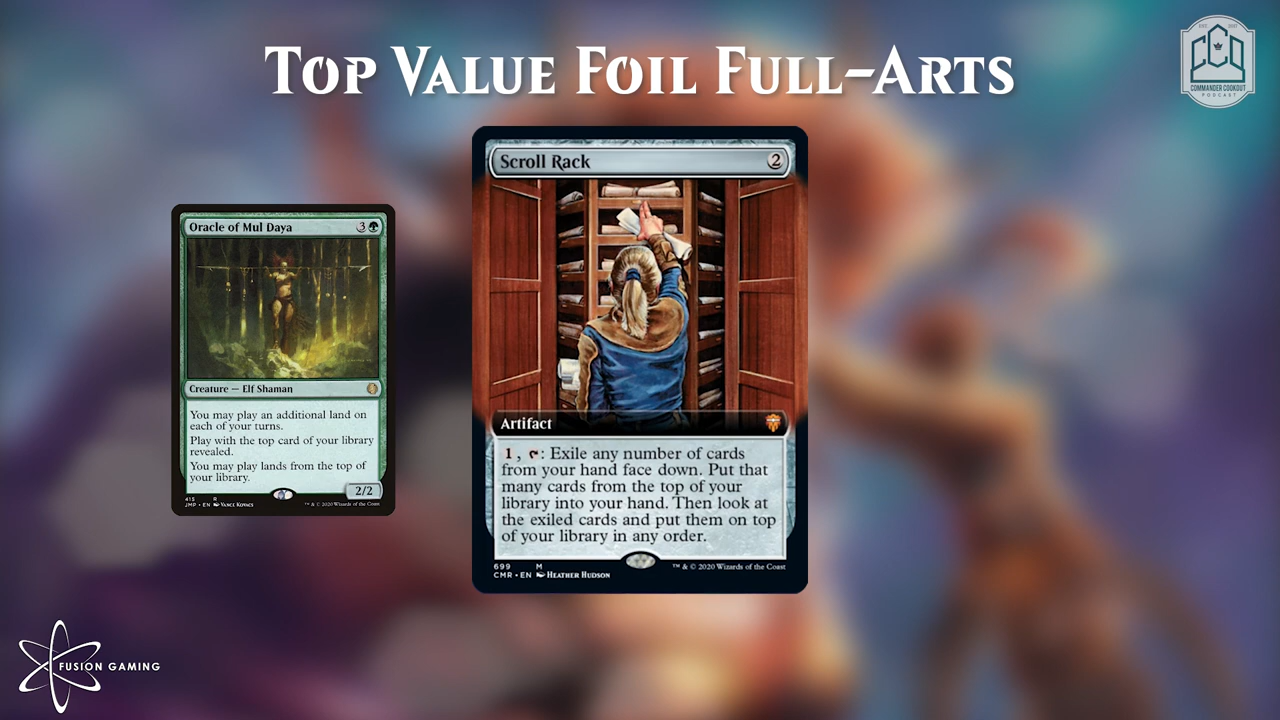 Top Value Foil Full-Arts
COMMANDER COOKOUT
PODCAST
Oracle of Mul Daya 3
Creature — Elf Shaman
You may play an additional land on
each of your turns.
Play with the top card of your library
revealed.
You may play lands from the top of
your library.
2/2
415 R
JMP • EN Vance Kovacs ™ & © 2020 Wizards of the Coast
Scroll Rack 2
Artifact
1, : Exile any number of cards
from your hand face down. Put that
many cards from the top of your
library into your hand. Then look at
the exiled cards and put them on top
of your library in any order.
699 M
CMR • EN Heather Hudson ™ & © 2020 Wizards of the Coast
FUSION GAMING